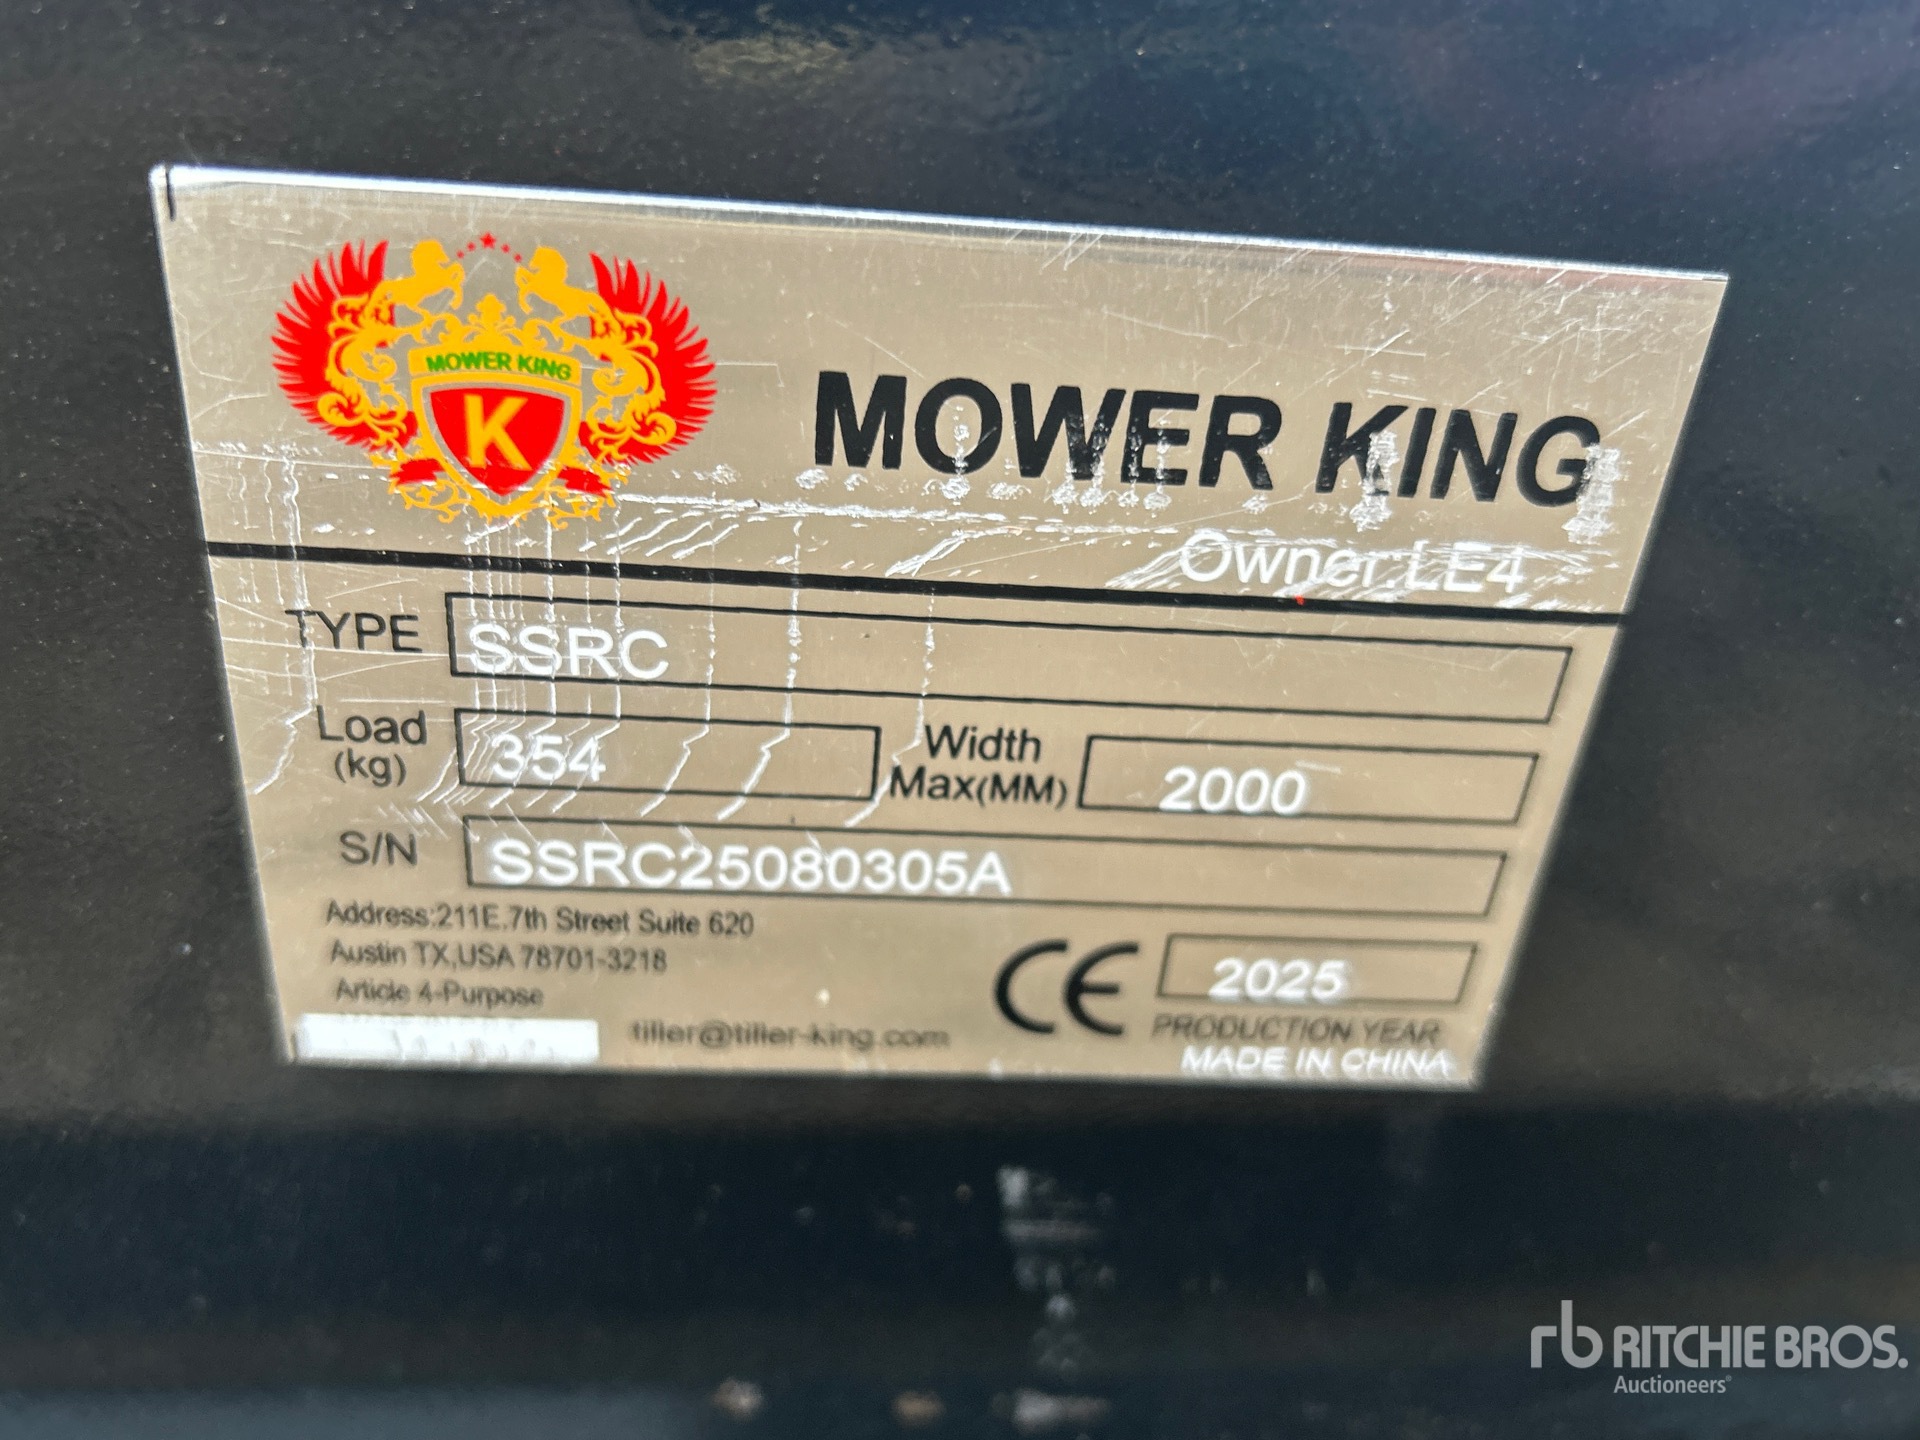 MOWER KING
K
MOWER KING
Owner:LE4
TYPE SSRC
Load (kg) 354 Width Max(MM) 2000
S/N SSRC25080305A
Address:211E.7th Street Suite 620
Austin TX,USA 78701-3218
Article 4-Purpose
tiller@tiller-king.com
CE 2025
PRODUCTION YEAR
MADE IN CHINA
rb RITCHIE BROS.
Auctioneers